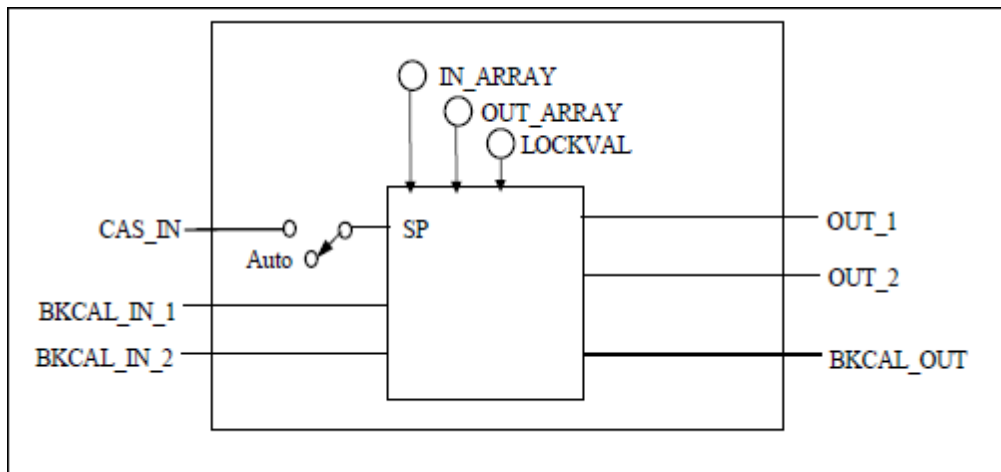 IN_ARRAY
OUT_ARRAY
LOCKVAL
CAS_IN
SP
OUT_1
Auto
OUT_2
BKCAL_IN_1
BKCAL_IN_2
BKCAL_OUT